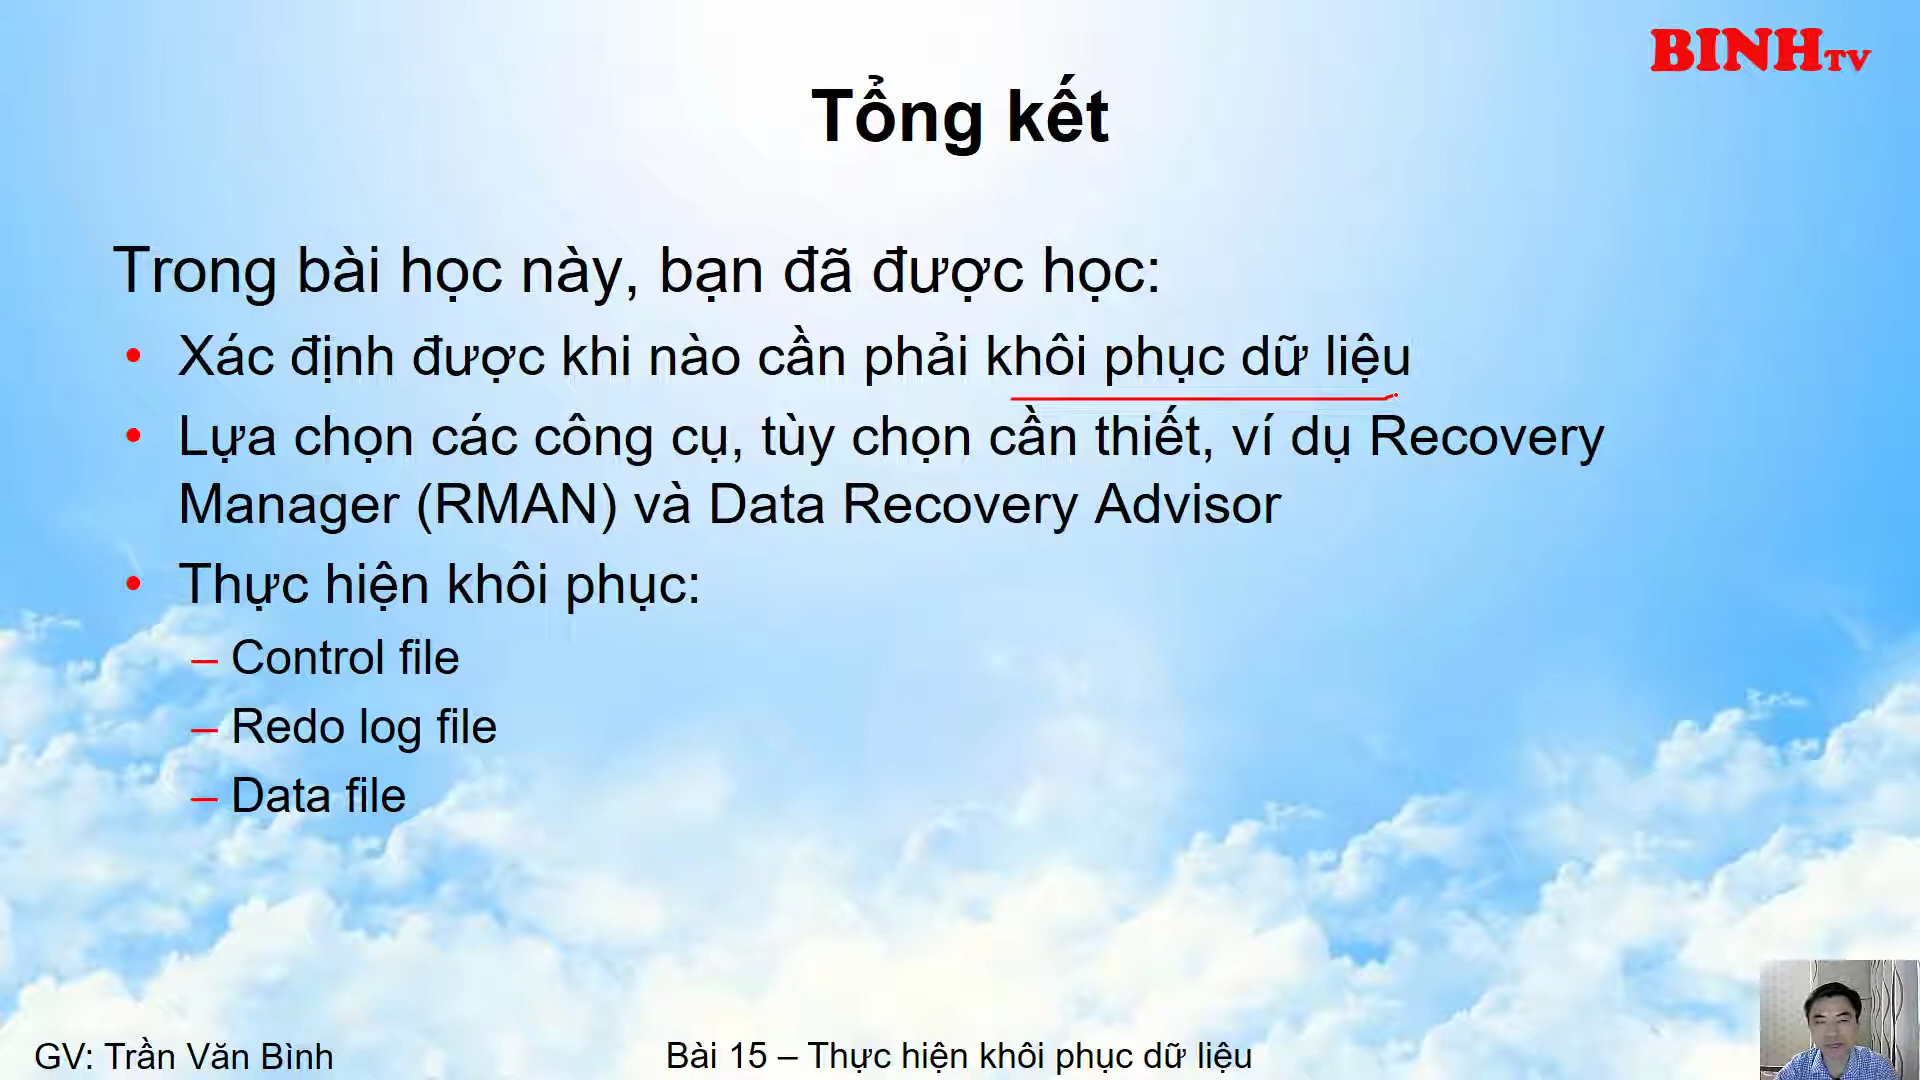 BINHTV
Tổng kết
Trong bài học này, bạn đã được học:
• Xác định được khi nào cần phải khôi phục dữ liệu
• Lựa chọn các công cụ, tùy chọn cần thiết, ví dụ Recovery
Manager (RMAN) và Data Recovery Advisor
• Thực hiện khôi phục:
– Control file
– Redo log file
– Data file
GV: Trần Văn Bình
Bài 15 – Thực hiện khôi phục dữ liệu